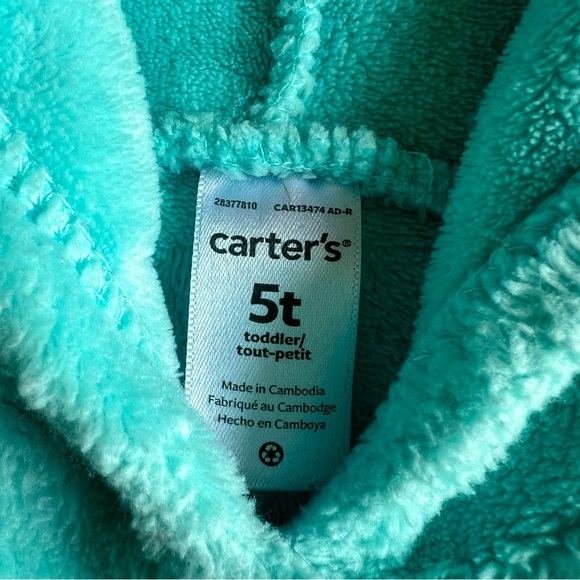 28377810 CAR13474 AD-R
carter's®
5t
toddler/
tout-petit
Made in Cambodia
Fabriqué au Cambodge
Hecho en Camboya